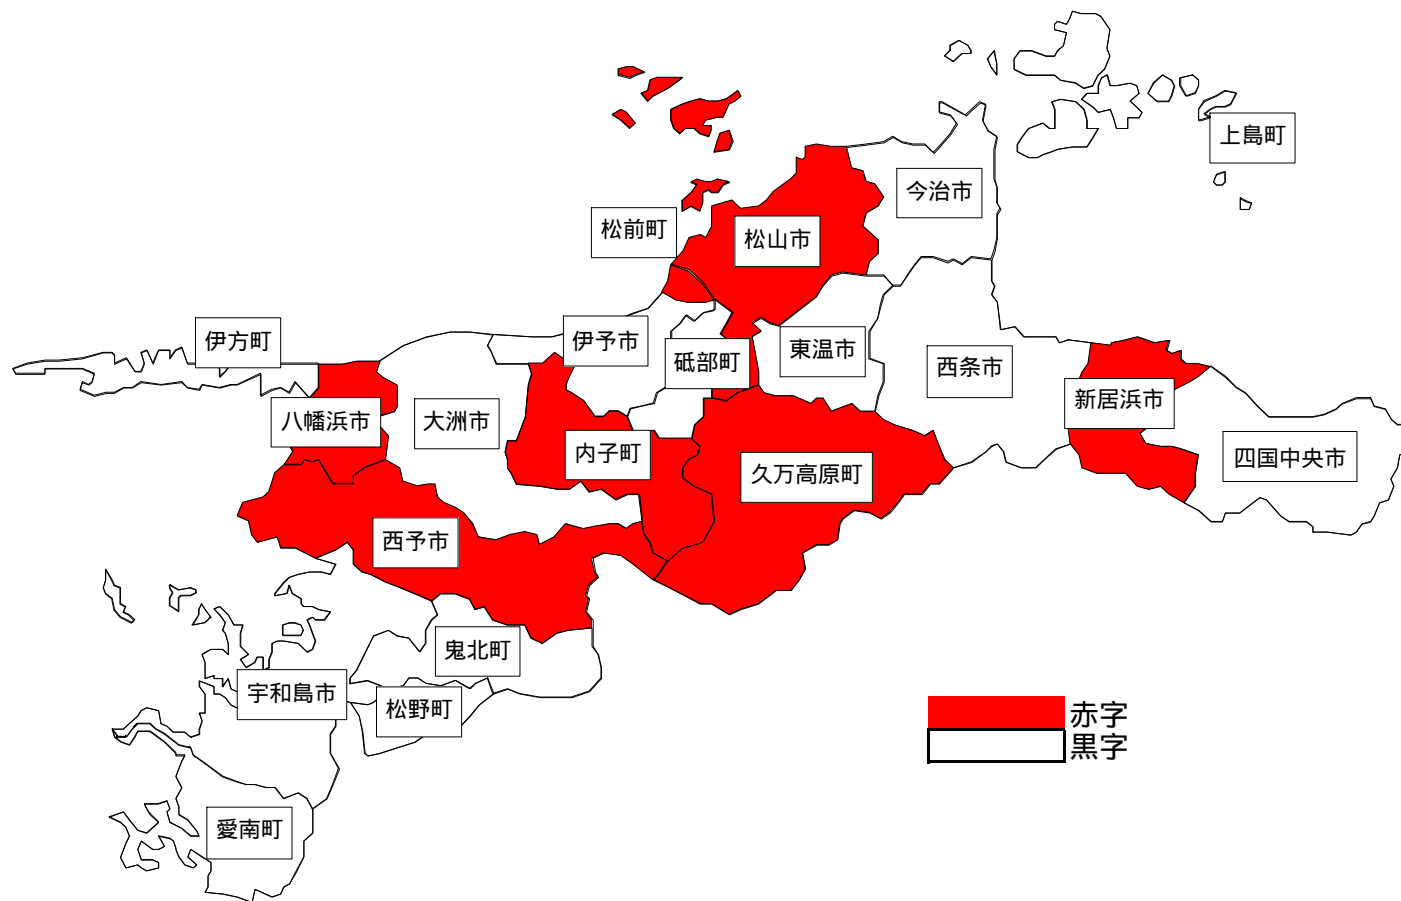 上島町
今治市
松前町
松山市
伊方町
伊予市
砥部町
東温市
西条市
新居浜市
八幡浜市
大洲市
内子町
久万高原町
四国中央市
西予市
鬼北町
宇和島市
松野町
赤字
黒字
愛南町